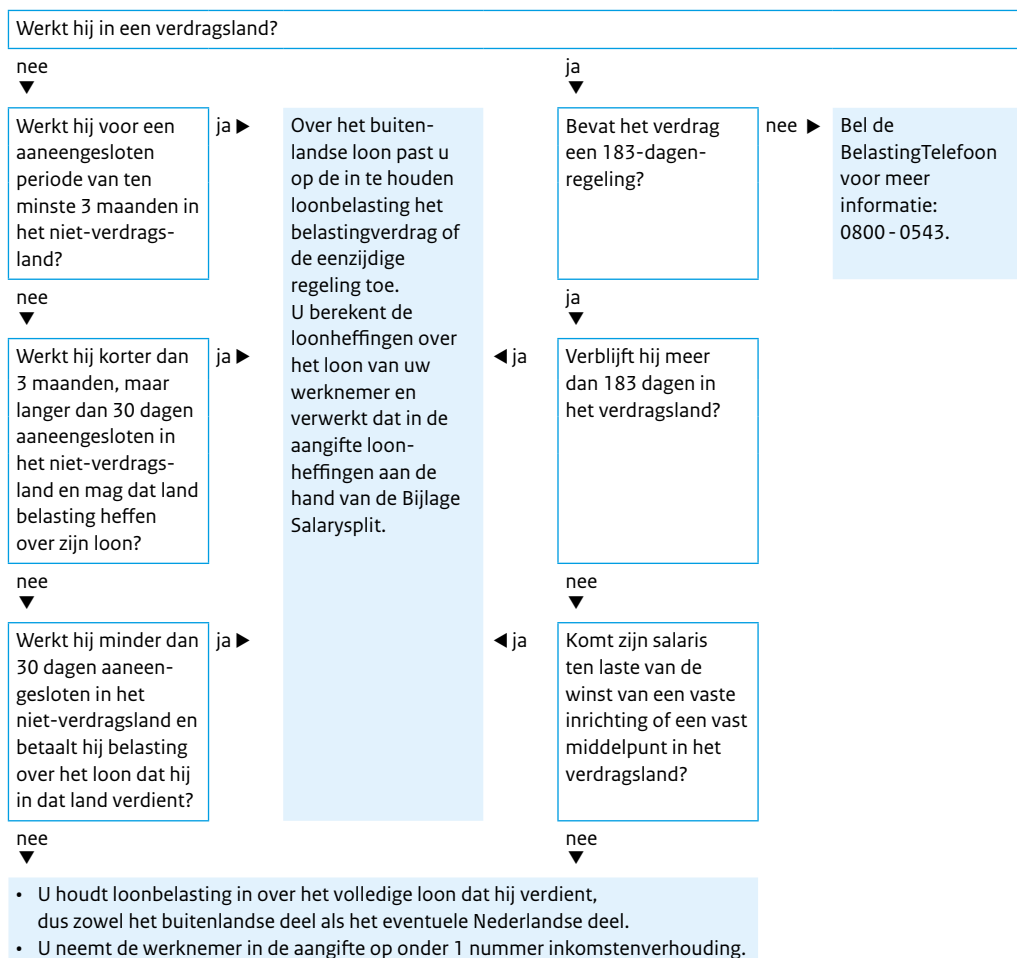 Werkt hij in een verdragsland?
nee
▼
ja
▼
Werkt hij voor een
aaneengesloten
periode van ten
minste 3 maanden in
het niet-verdrags-
land?
ja ▶
Over het buiten-
landse loon past u
op de in te houden
loonbelasting het
belastingverdrag of
de eenzijdige
regeling toe.
U berekent de
loonheffingen over
het loon van uw
werknemer en
verwerkt dat in de
aangifte loon-
heffingen aan de
hand van de Bijlage
Salarysplit.
Bevat het verdrag
een 183-dagen-
regeling?
nee ▶
Bel de
BelastingTelefoon
voor meer
informatie:
0800 - 0543.
nee
▼
ja
▼
Werkt hij korter dan
3 maanden, maar
langer dan 30 dagen
aaneengesloten in
het niet-verdrags-
land en mag dat land
belasting heffen
over zijn loon?
ja ▶
◀ ja
Verblijft hij meer
dan 183 dagen in
het verdragsland?
nee
▼
nee
▼
Werkt hij minder dan
30 dagen aaneen-
gesloten in het
niet-verdragsland en
betaalt hij belasting
over het loon dat hij
in dat land verdient?
ja ▶
◀ ja
Komt zijn salaris
ten laste van de
winst van een vaste
inrichting of een vast
middelpunt in het
verdragsland?
nee
▼
nee
▼
• U houdt loonbelasting in over het volledige loon dat hij verdient,
dus zowel het buitenlandse deel als het eventuele Nederlandse deel.
• U neemt de werknemer in de aangifte op onder 1 nummer inkomstenverhouding.